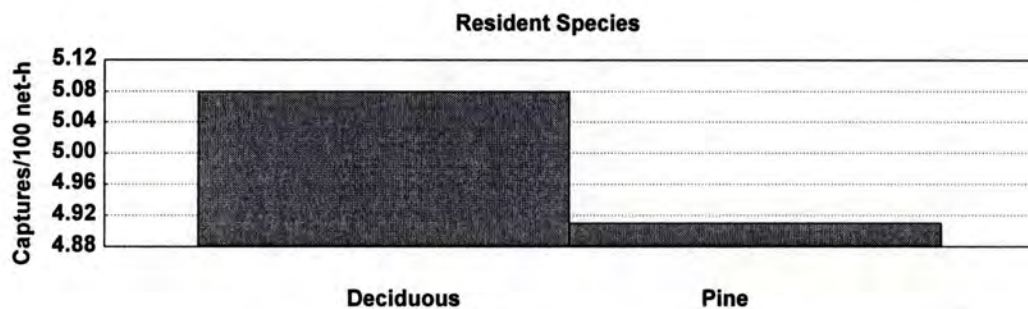 Resident Species
Captures/100 net-h
5.12
5.08
5.04
5.00
4.96
4.92
4.88
Deciduous
Pine